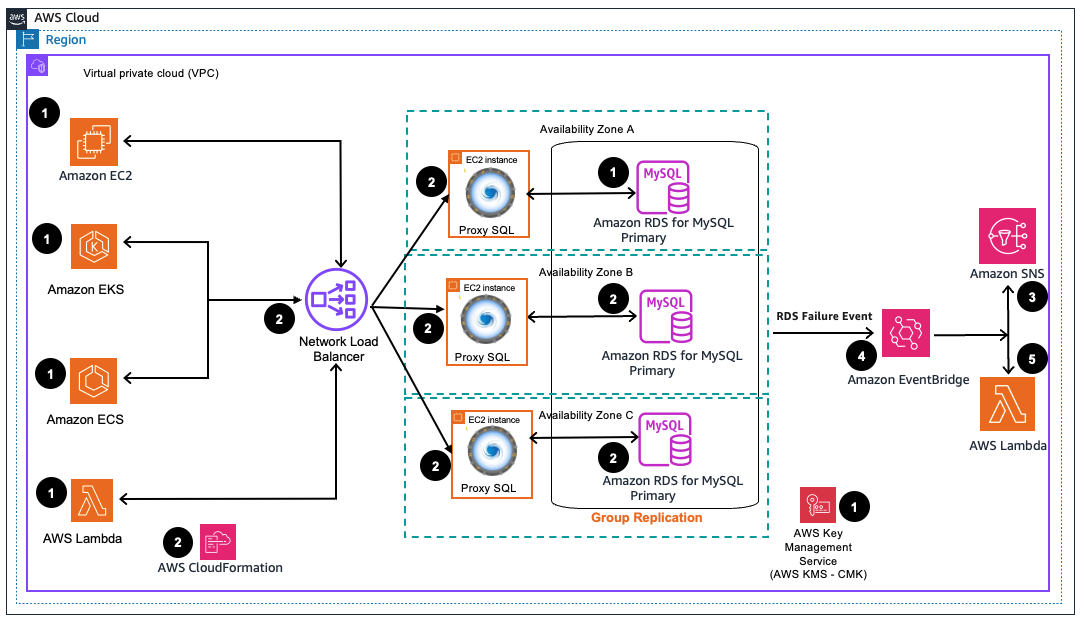 aws
AWS Cloud
Region
Virtual private cloud (VPC)
1
Amazon EC2
1
Amazon EKS
1
Amazon ECS
1
AWS Lambda
2
AWS CloudFormation
2
Network Load
Balancer
Availability Zone A
2
EC2 instance
Proxy SQL
1
MySQL
Amazon RDS for MySQL
Primary
Availability Zone B
2
EC2 instance
Proxy SQL
2
MySQL
Amazon RDS for MySQL
Primary
Availability Zone C
2
EC2 instance
Proxy SQL
2
MySQL
Amazon RDS for MySQL
Primary
Group Replication
RDS Failure Event
4
Amazon EventBridge
Amazon SNS
3
5
AWS Lambda
1
AWS Key
Management
Service
(AWS KMS - CMK)